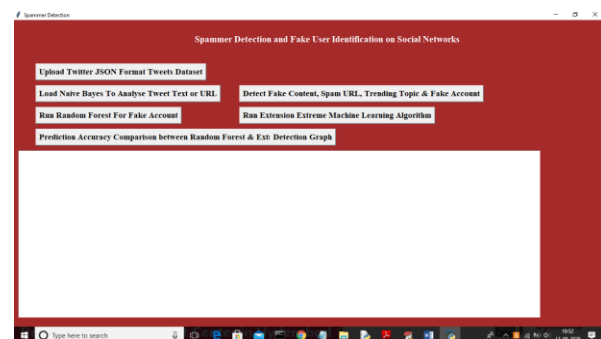 Spammer Detection
Spammer Detection and Fake User Identification on Social Networks
Upload Twitter JSON Format Tweets Dataset
Load Naive Bayes To Analyse Tweet Text or URL
Detect Fake Content, Spam URL, Trending Topic & Fake Account
Run Random Forest For Fake Account
Run Extension Extreme Machine Learning Algorithm
Prediction Accuracy Comparison between Random Forest & Ext: Detection Graph
Type here to search